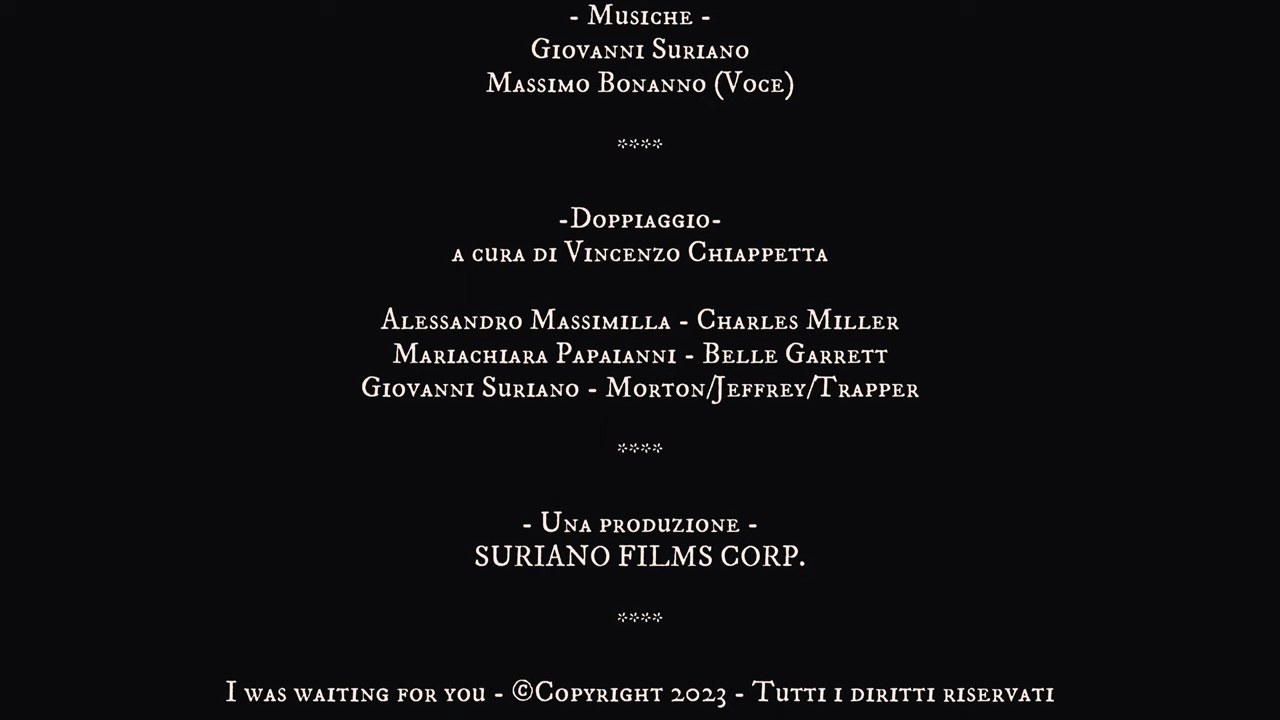 - Musiche -
Giovanni Suriano
Massimo Bonanno (Voce)
****
-Doppiaggio-
a cura di Vincenzo Chiappetta
Alessandro Massimilla - Charles Miller
Mariachiara Papaianni - Belle Garrett
Giovanni Suriano - Morton/Jeffrey/Trapper
****
- Una produzione -
SURIANO FILMS CORP.
****
I was waiting for you - ©Copyright 2023 - Tutti i diritti riservati